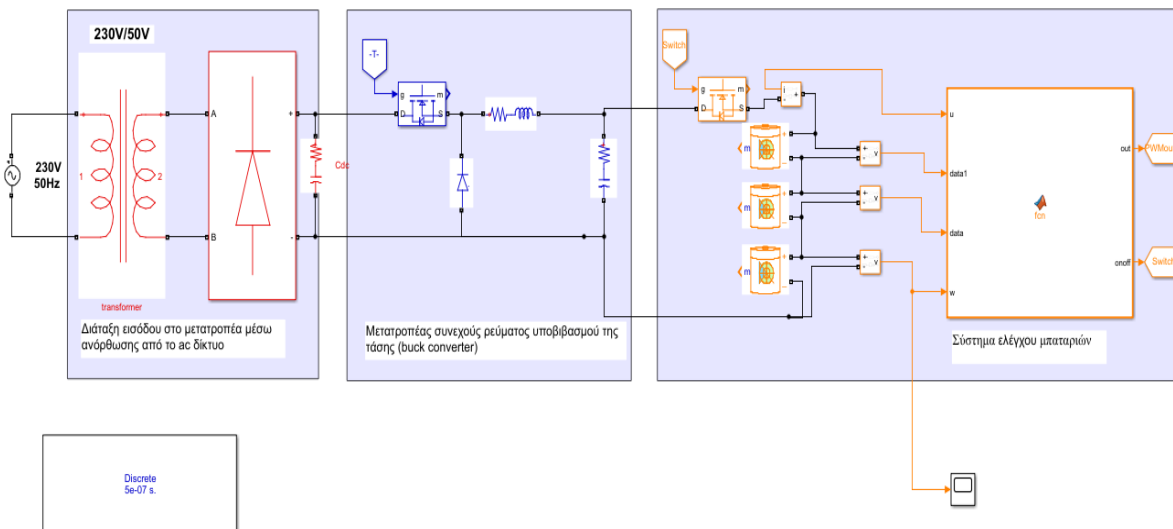 230V/50V
230V
50Hz
1
2
A
B
+
-
Cdc
transformer
Διάταξη εισόδου στο μετατροπέα μέσω
ανόρθωσης από το ac δίκτυο
-T-
g
m
D
S
Μετατροπέας συνεχούς ρεύματος υποβιβασμού της
τάσης (buck converter)
Switch
g
m
D
S
i
+
-
m
+
-
+
-
v
m
+
-
+
-
v
m
+
-
+
-
v
u
data1
data
w
fcn
out
onoff
Switch
Σύστημα ελέγχου μπαταριών
Discrete
5e-07 s.